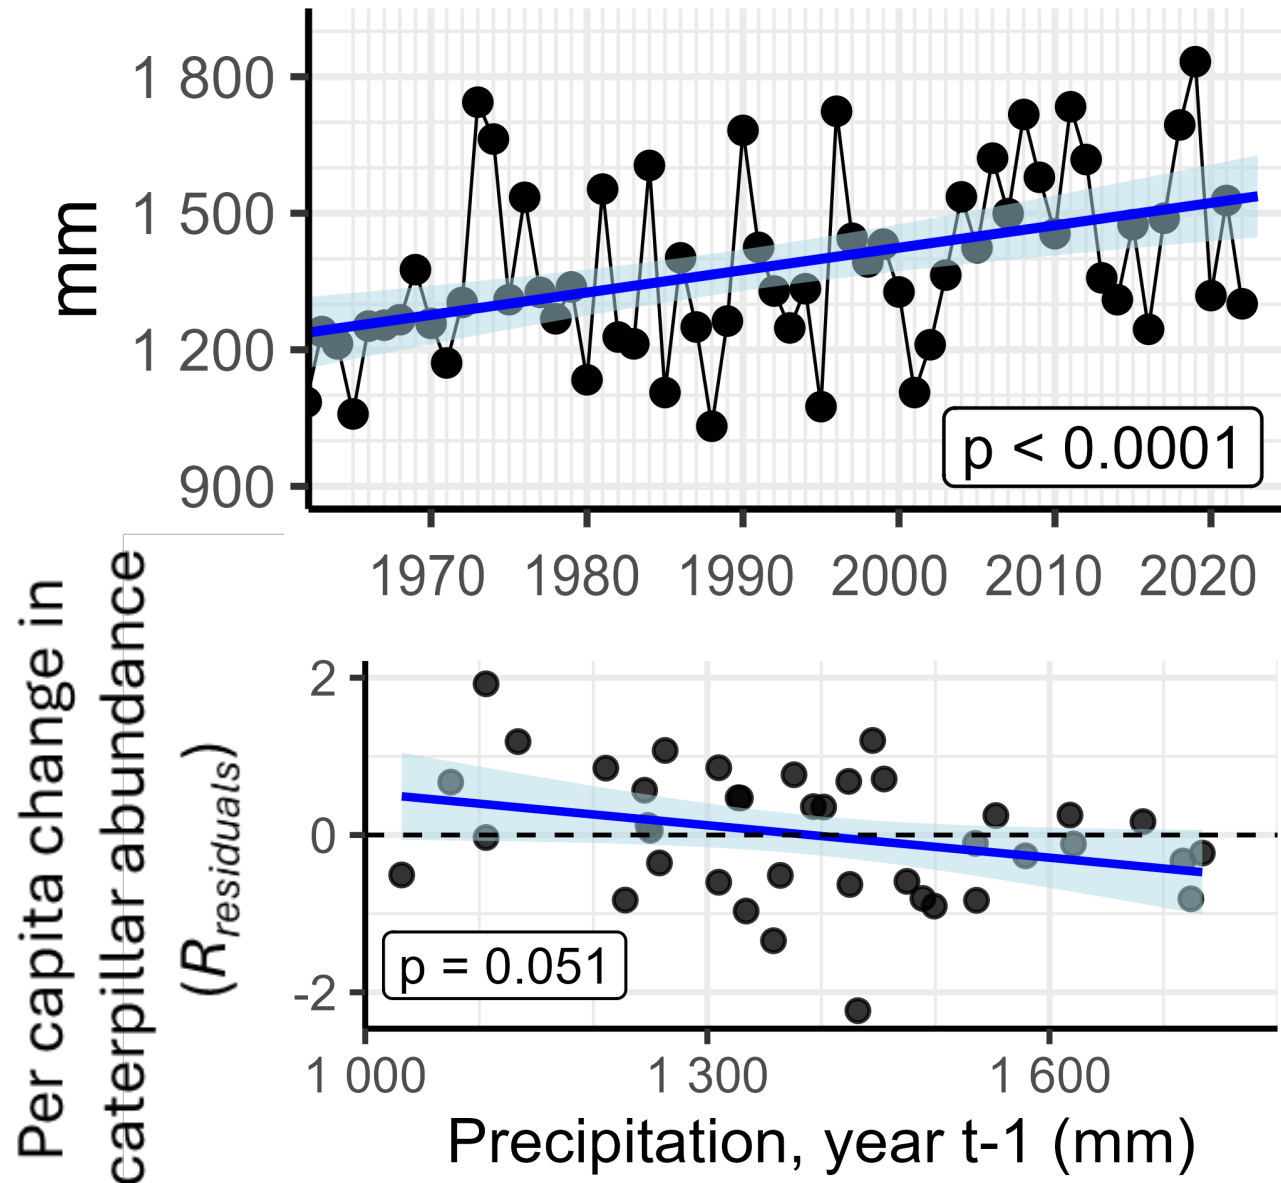 mm
1 800
1 500
1 200
900
p < 0.0001
1970 1980 1990 2000 2010 2020
Per capita change in
caterpillar abundance
(Rresiduals)
2
0
-2
p = 0.051
1 000 1 300 1 600
Precipitation, year t-1 (mm)